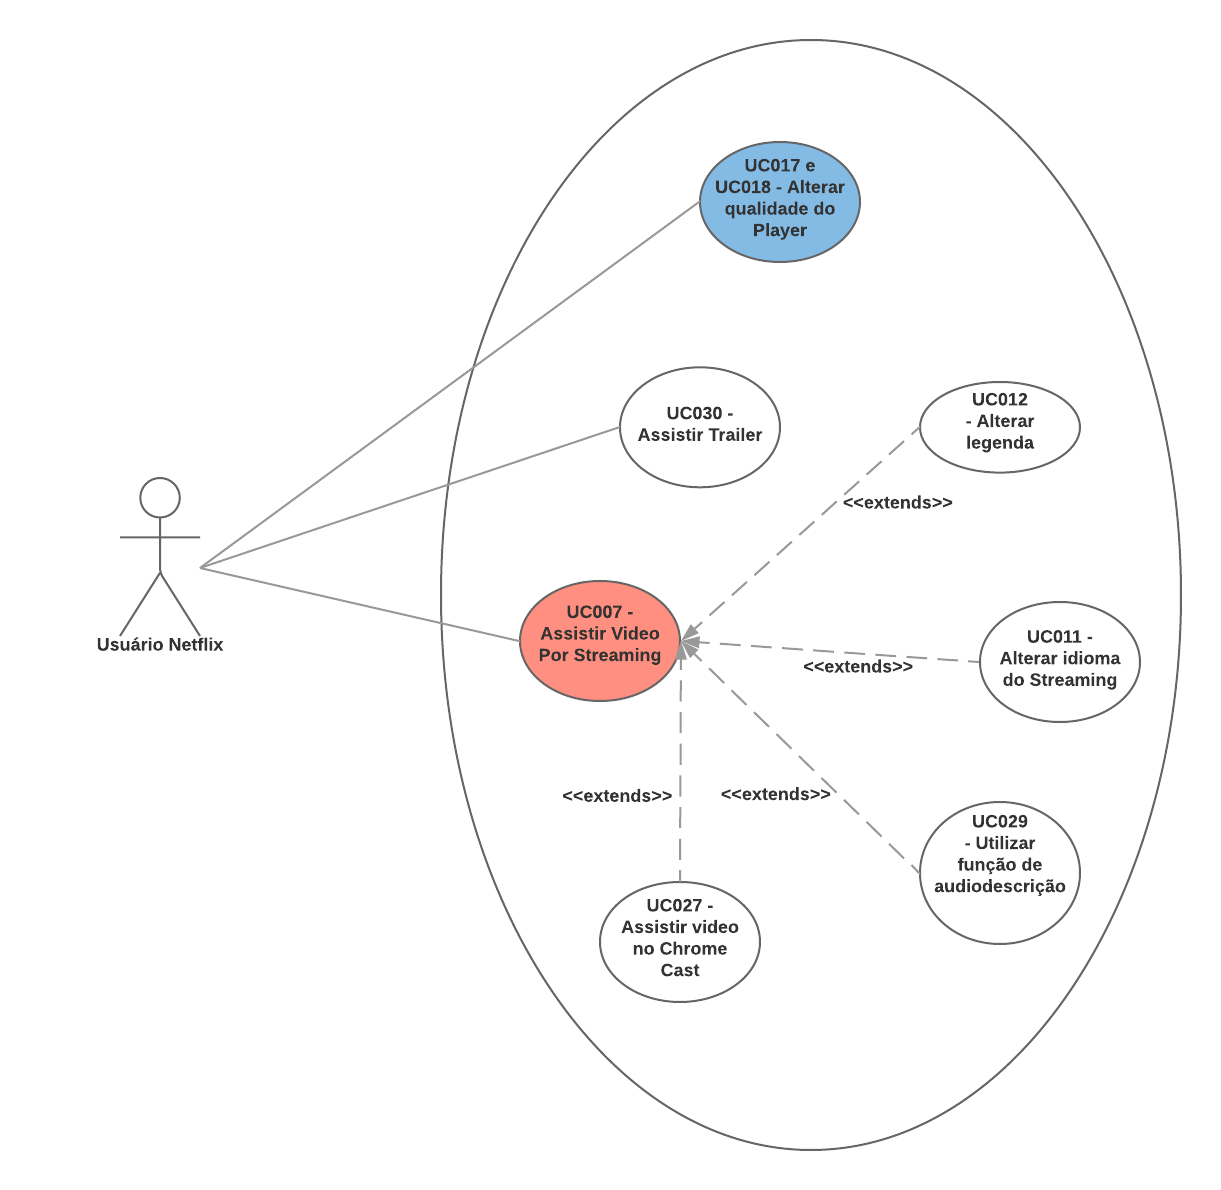 UC017 e
UC018 - Alterar
qualidade do
Player
UC030 -
Assistir Trailer
UC012
- Alterar
legenda
<<extends>>
Usuário Netflix
UC007 -
Assistir Video
Por Streaming
UC011 -
Alterar idioma
do Streaming
<<extends>>
<<extends>>
<<extends>>
UC029
- Utilizar
função de
audiodescrição
UC027 -
Assistir video
no Chrome
Cast